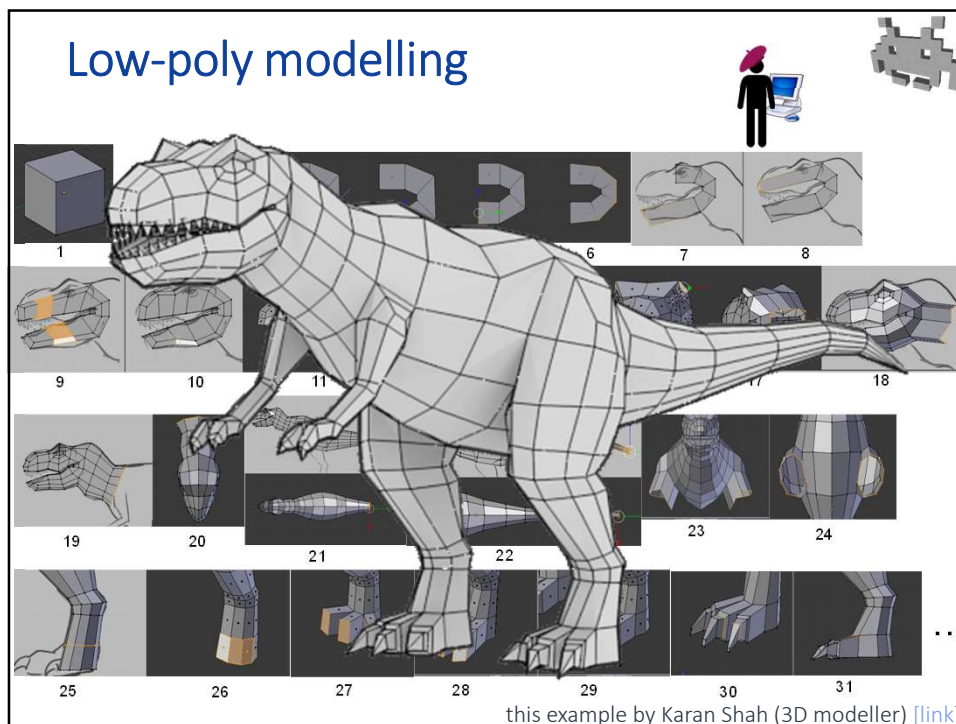 Low-poly modelling
1 6 7 8
9 10 11 17 18
19 20 21 22 23 24
25 26 27 28 29 30 31 ...
this example by Karan Shah (3D modeller) [link]